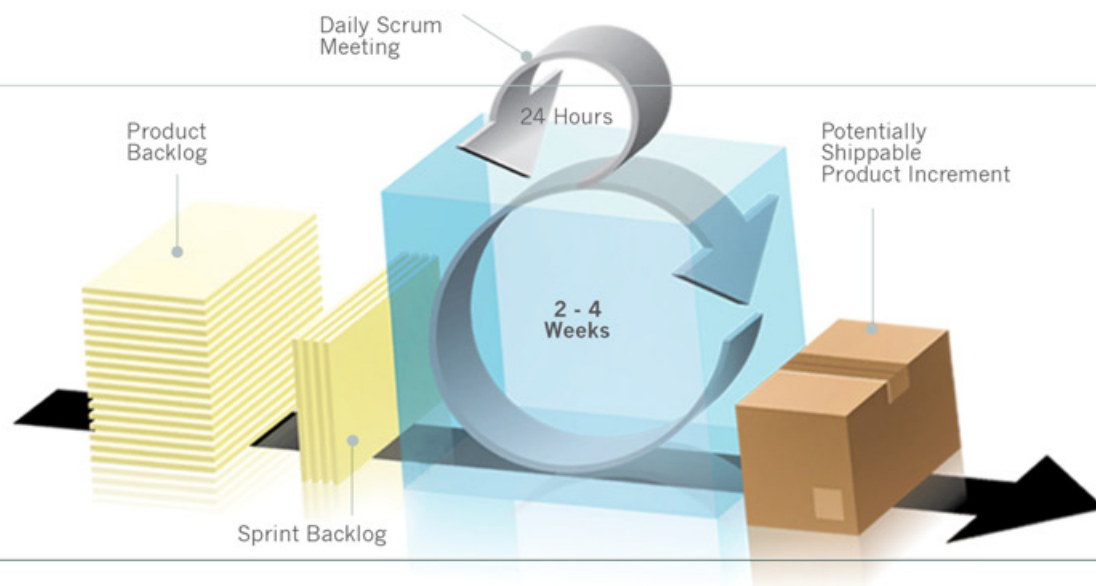 Daily Scrum
Meeting
24 Hours
Product
Backlog
Potentially
Shippable
Product Increment
2 - 4
Weeks
Sprint Backlog